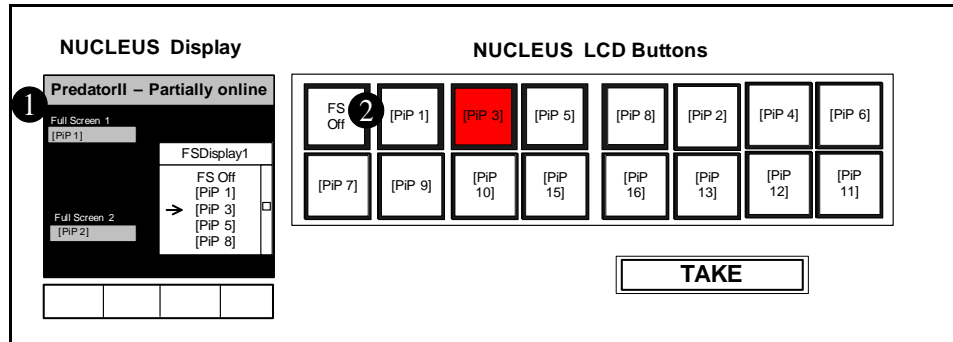 NUCLEUS Display
NUCLEUS LCD Buttons
1
PredatorII – Partially online
Full Screen 1
[PiP 1]
FSDisplay1
FS Off
[PiP 1]
[PiP 3]
[PiP 5]
[PiP 8]
Full Screen 2
[PiP2]
2
FS
Off
[PiP 1]
[PiP 3]
[PiP 5]
[PiP 8]
[PiP 2]
[PiP 4]
[PiP 6]
[PiP 7]
[PiP 9]
[PiP
10]
[PiP
15]
[PiP
16]
[PiP
13]
[PiP
12]
[PiP
11]
TAKE